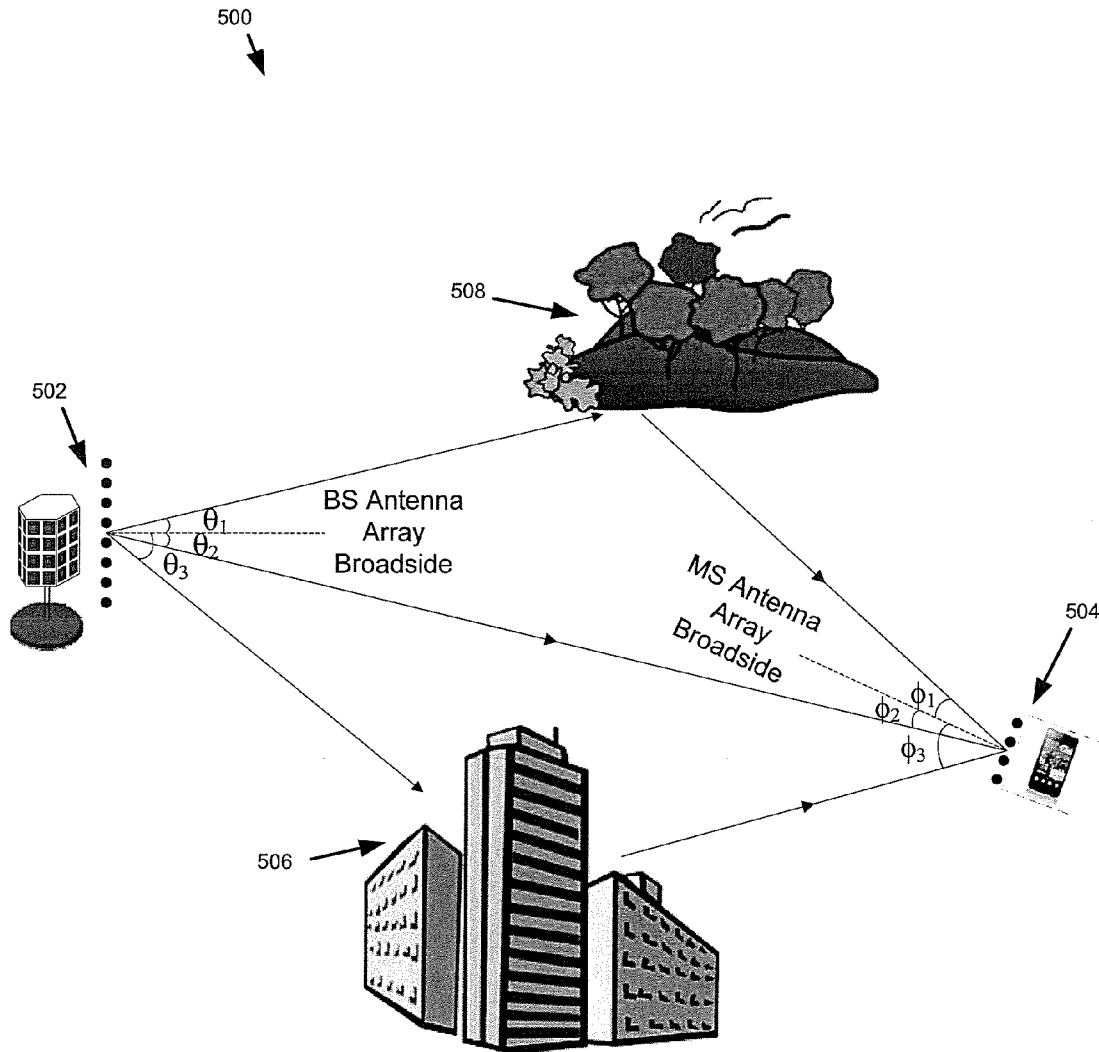 500
508
502
BS Antenna
Array
Broadside
θ1
θ2
θ3
MS Antenna
Array
Broadside
504
ϕ1
ϕ2
ϕ3
506